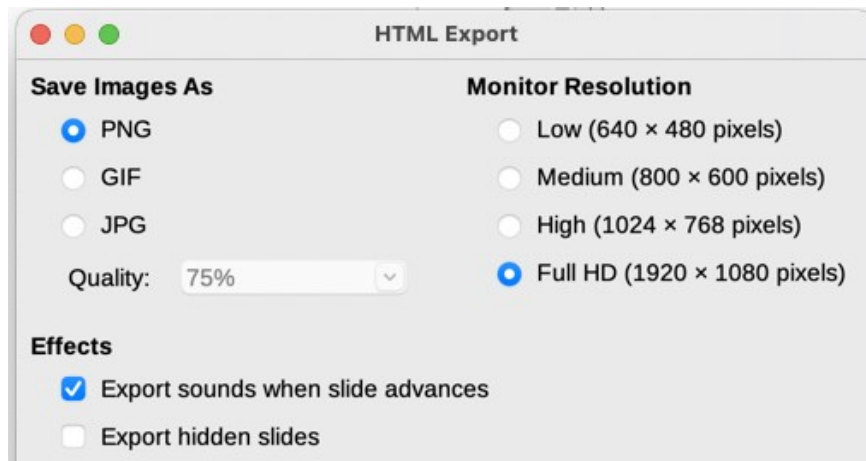 HTML Export
Save Images As
PNG
GIF
JPG
Quality: 75%
Monitor Resolution
Low (640 × 480 pixels)
Medium (800 × 600 pixels)
High (1024 × 768 pixels)
Full HD (1920 × 1080 pixels)
Effects
Export sounds when slide advances
Export hidden slides